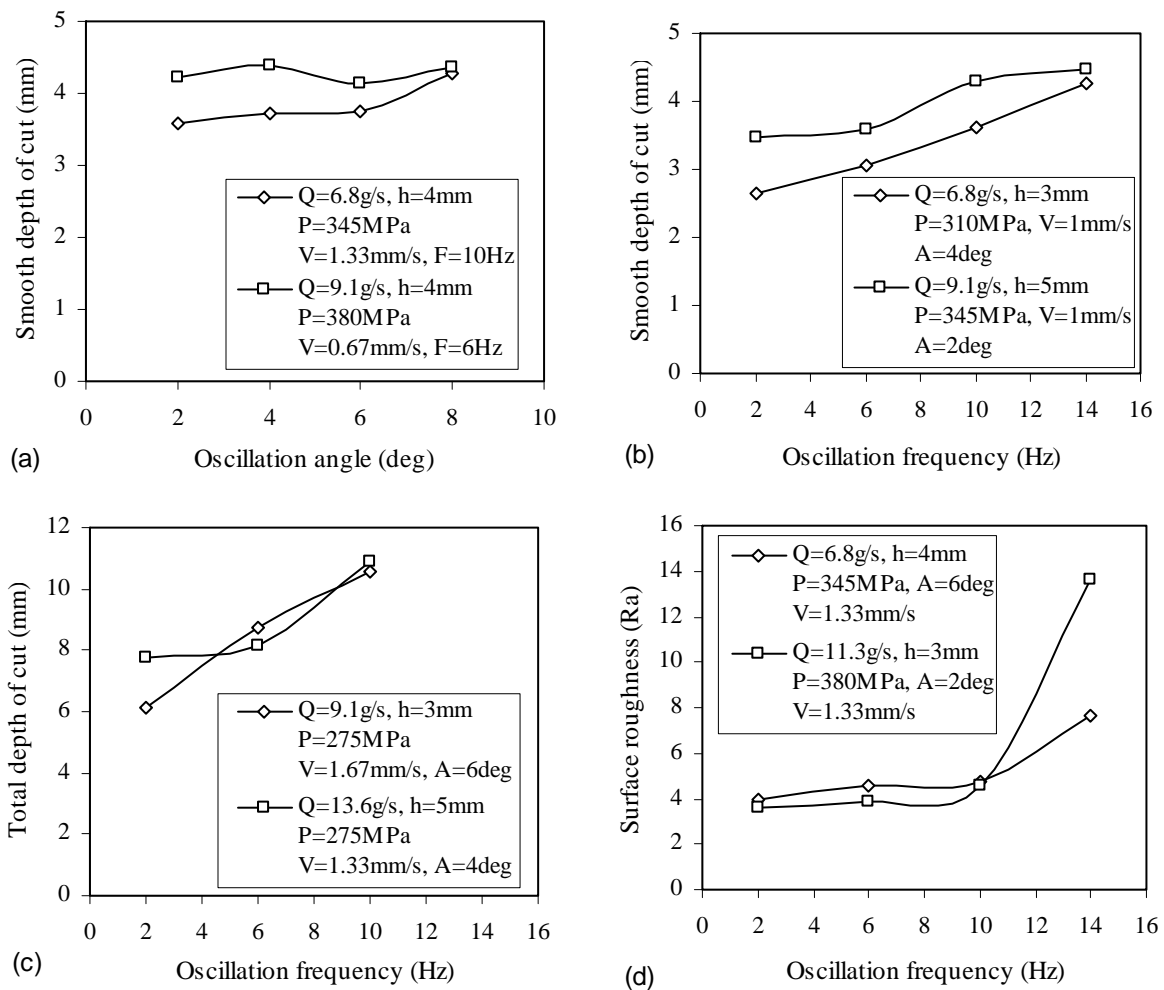 5
4
3
2
1
0
Smooth depth of cut (mm)
Q=6.8g/s, h=4mm
P=345MPa
V=1.33mm/s, F=10Hz
Q=9.1g/s, h=4mm
P=380MPa
V=0.67mm/s, F=6Hz
0 2 4 6 8 10
Oscillation angle (deg)
(a)
5
4
3
2
1
0
Smooth depth of cut (mm)
Q=6.8g/s, h=3mm
P=310MPa, V=1mm/s
A=4deg
Q=9.1g/s, h=5mm
P=345MPa, V=1mm/s
A=2deg
0 2 4 6 8 10 12 14 16
Oscillation frequency (Hz)
(b)
12
10
8
6
4
2
0
Total depth of cut (mm)
Q=9.1g/s, h=3mm
P=275MPa
V=1.67mm/s, A=6deg
Q=13.6g/s, h=5mm
P=275MPa
V=1.33mm/s, A=4deg
0 2 4 6 8 10 12 14 16
Oscillation frequency (Hz)
(c)
16
14
12
10
8
6
4
2
0
Surface roughness (Ra)
Q=6.8g/s, h=4mm
P=345MPa, A=6deg
V=1.33mm/s
Q=11.3g/s, h=3mm
P=380MPa, A=2deg
V=1.33mm/s
0 2 4 6 8 10 12 14 16
Oscillation frequency (Hz)
(d)